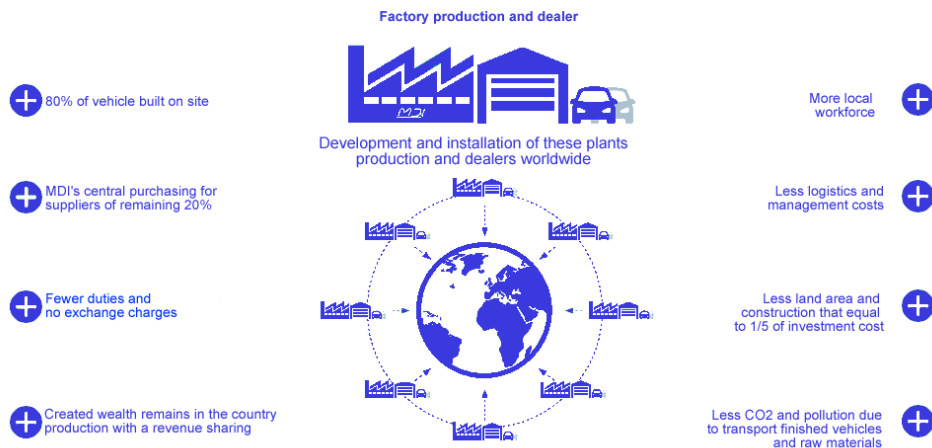 Factory production and dealer
MDI
Development and installation of these plants
production and dealers worldwide
80% of vehicle built on site
MDI's central purchasing for
suppliers of remaining 20%
Fewer duties and
no exchange charges
Created wealth remains in the country
production with a revenue sharing
More local
workforce
Less logistics and
management costs
Less land area and
construction that equal
to 1/5 of investment cost
Less CO2 and pollution due
to transport finished vehicles
and raw materials